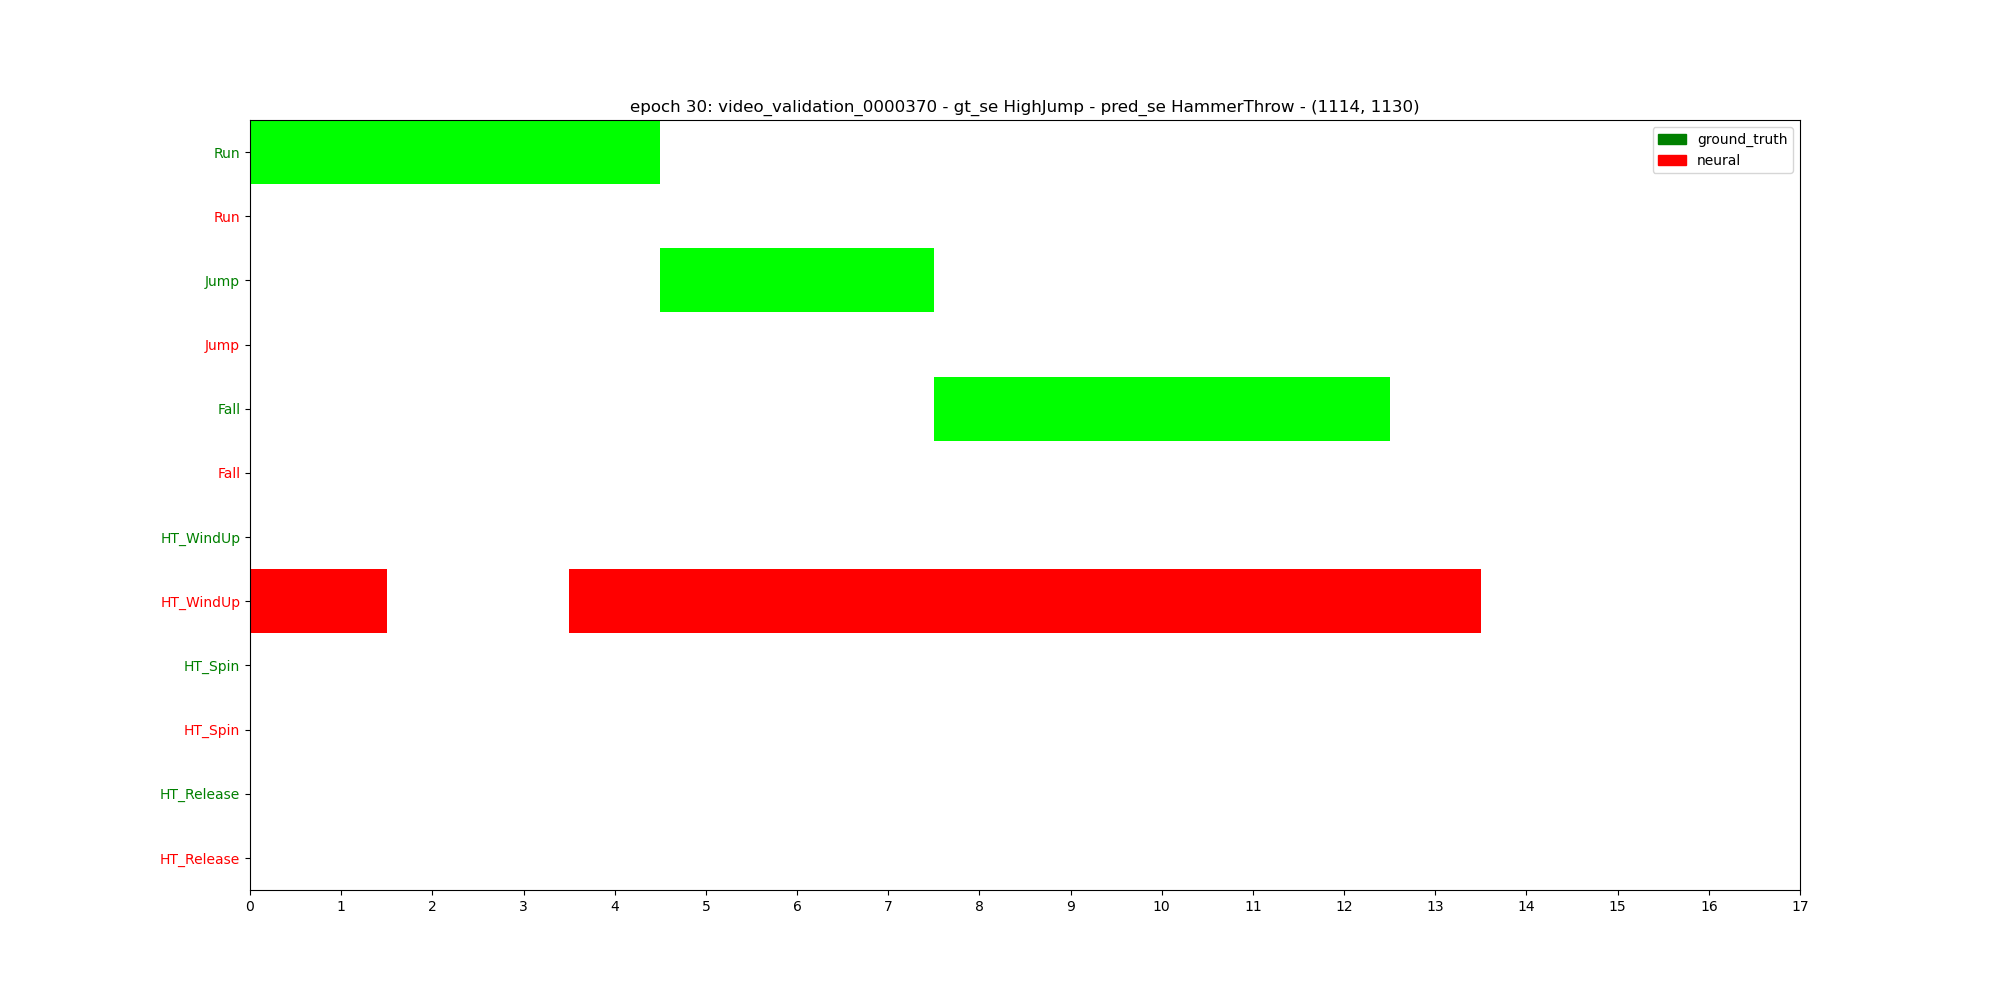 epoch 30: video_validation_0000370 - gt_se HighJump - pred_se HammerThrow - (1114, 1130)
ground_truth
neural
Run
Run
Jump
Jump
Fall
Fall
HT_WindUp
HT_WindUp
HT_Spin
HT_Spin
HT_Release
HT_Release
0 1 2 3 4 5 6 7 8 9 10 11 12 13 14 15 16 17